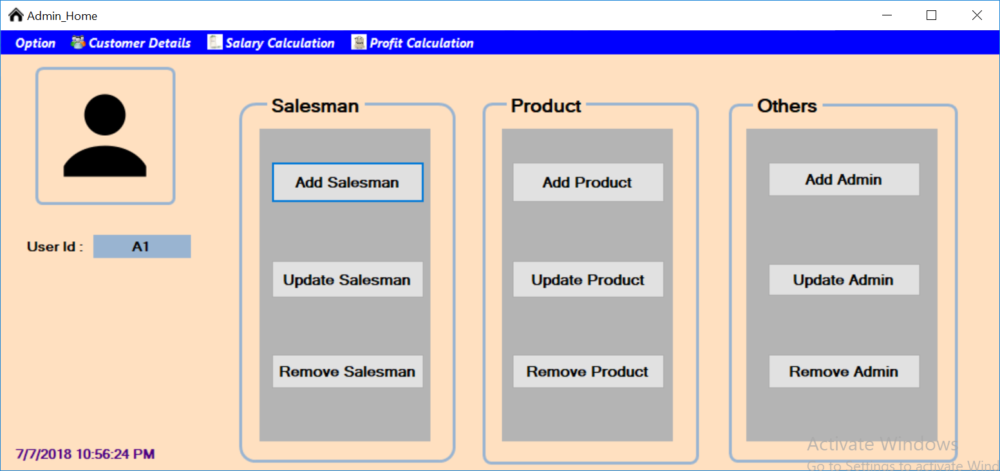 Admin_Home
Option Customer Details Salary Calculation Profit Calculation
Salesman
Add Salesman
Update Salesman
Remove Salesman
Product
Add Product
Update Product
Remove Product
Others
Add Admin
Update Admin
Remove Admin
User Id : A1
7/7/2018 10:56:24 PM
Activate Windows
Go to Settings to activate Wind